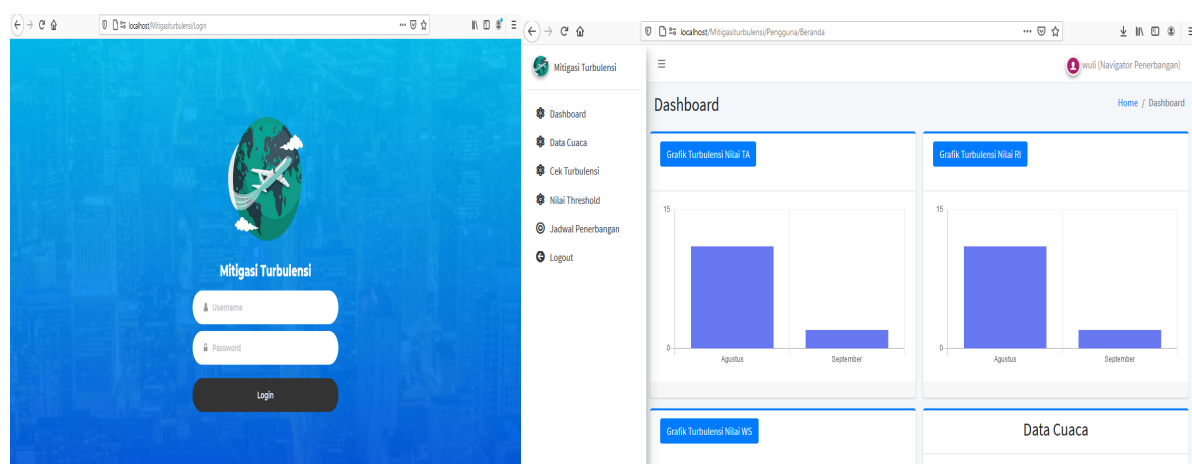 localhost/Mitigasiturbulensi/Login
Mitigasi Turbulensi
Username
Password
Login
localhost/Mitigasiturbulensi/Pengguna/Beranda
Mitigasi Turbulensi
wuli (Navigator Penerbangan)
Dashboard
Data Cuaca
Cek Turbulensi
Nilai Threshold
Jadwal Penerbangan
Logout
Dashboard
Home / Dashboard
Grafik Turbulensi Nilai TA
15
0
Agustus September
Grafik Turbulensi Nilai RI
15
0
Agustus September
Grafik Turbulensi Nilai WS
Data Cuaca